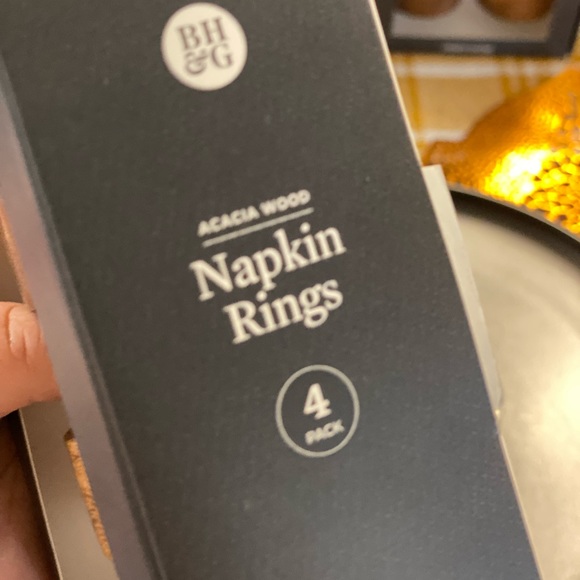 BH
&G
ACACIA WOOD
Napkin
Rings
4
PACK